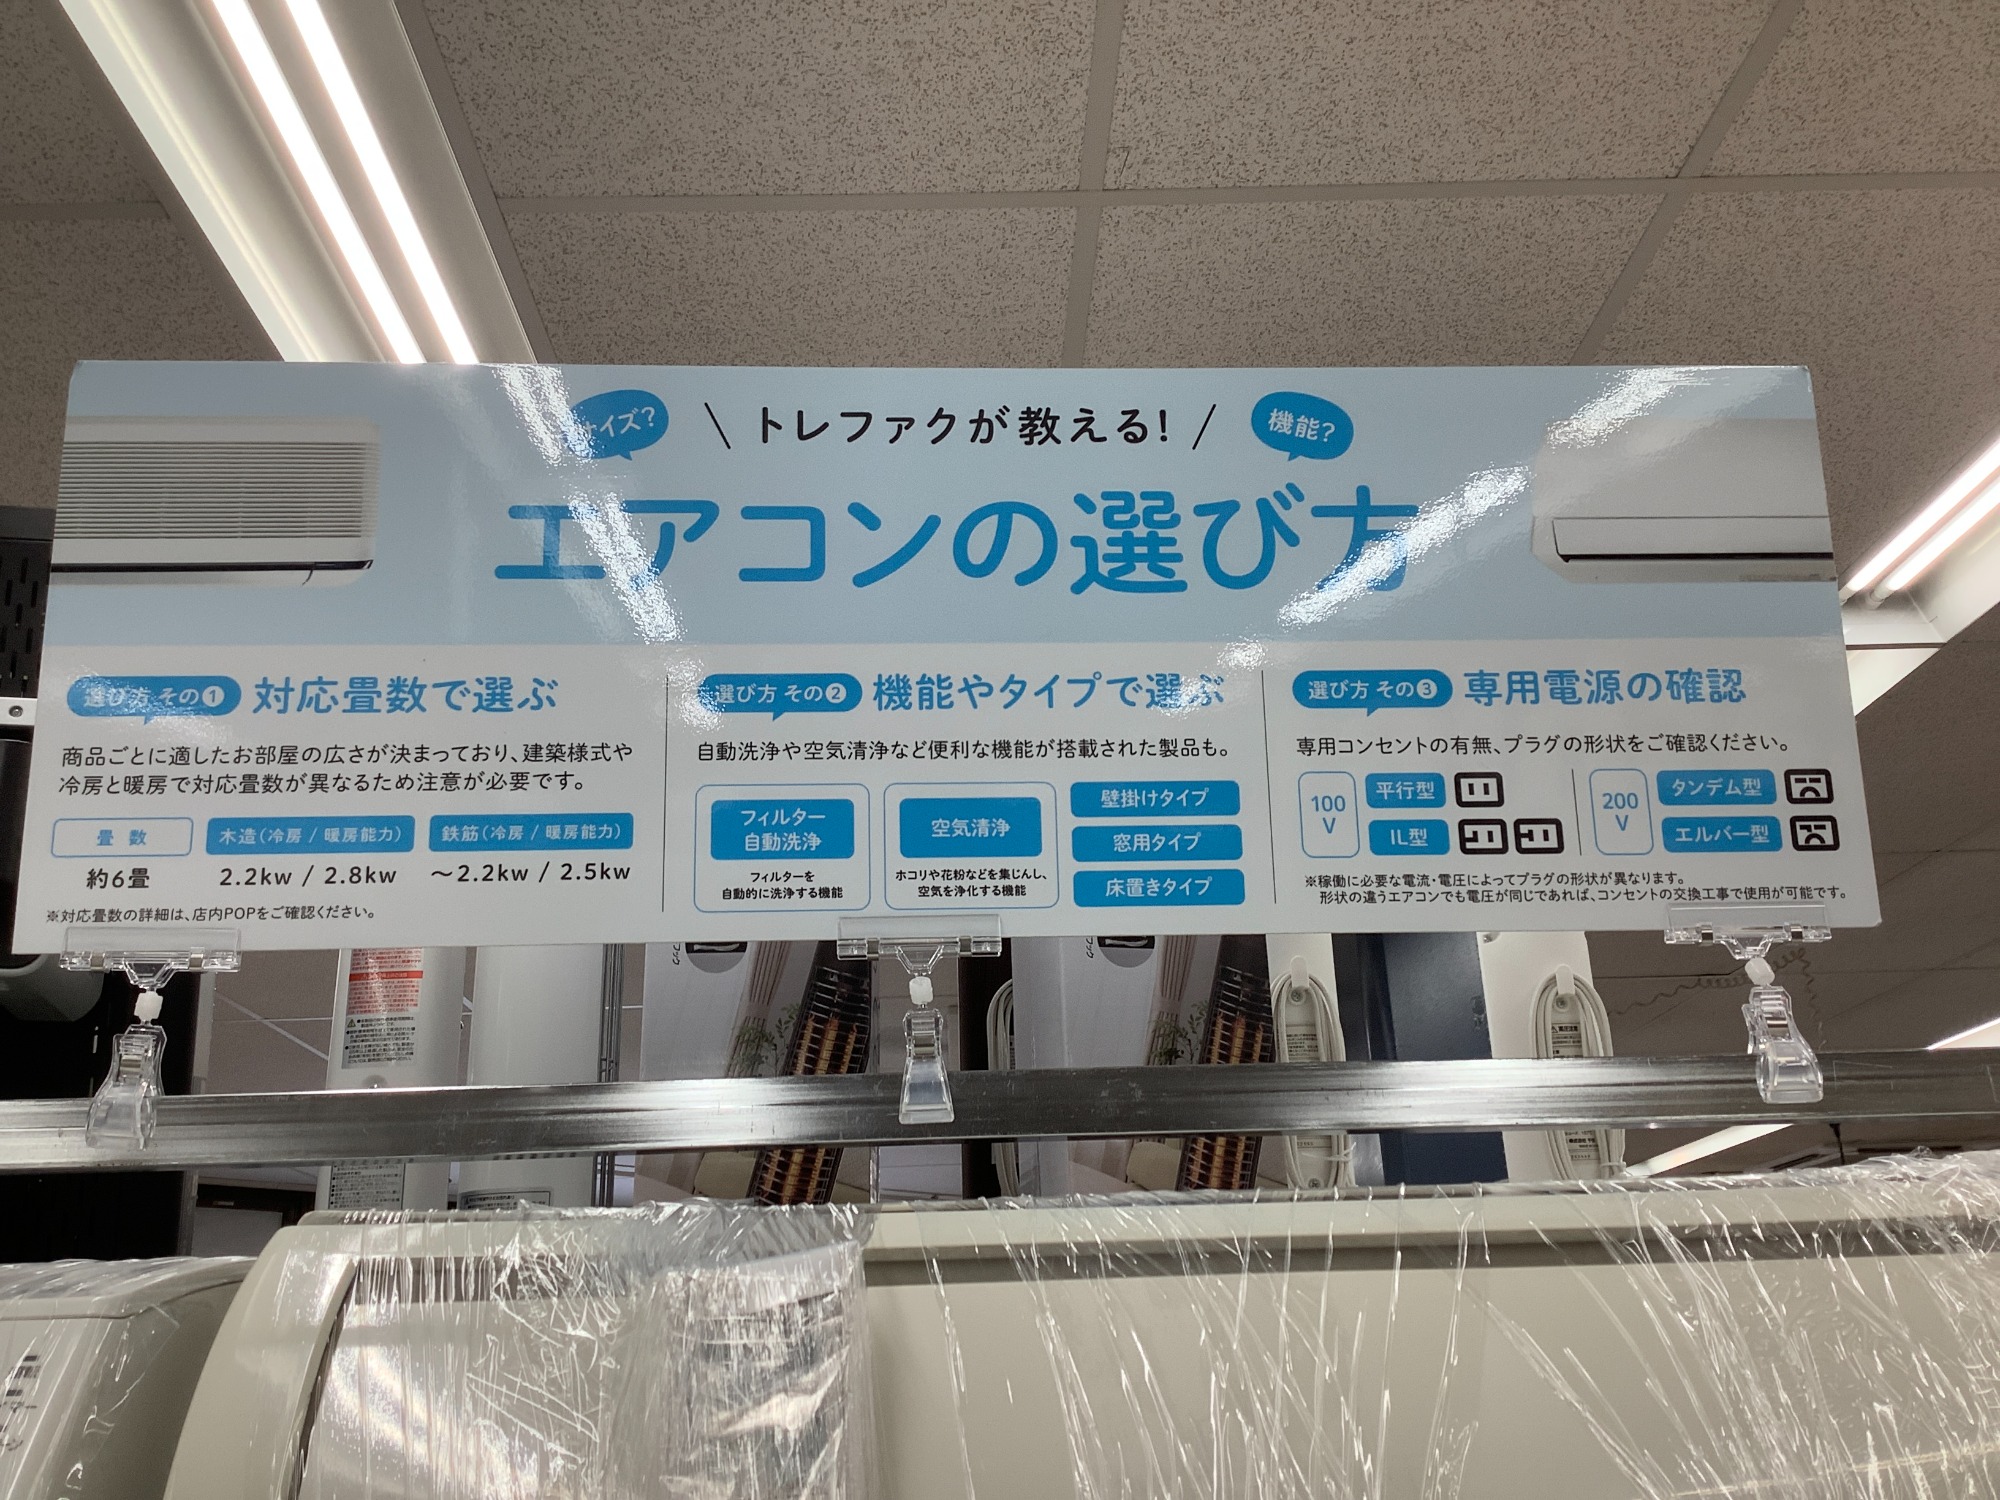 サイズ?
トレファクが教える!
機能?
エアコンの選び方
選び方 その1 対応畳数で選ぶ
商品ごとに適したお部屋の広さが決まっており、建築様式や
冷房と暖房で対応畳数が異なるため注意が必要です。
畳数 木造(冷房 / 暖房能力) 鉄筋(冷房 / 暖房能力)
約6畳 2.2kw / 2.8kw ～2.2kw / 2.5kw
※対応畳数の詳細は、店内POPをご確認ください。
選び方 その2 機能やタイプで選ぶ
自動洗浄や空気清浄など便利な機能が搭載された製品も。
フィルター
自動洗浄
フィルターを
自動的に洗浄する機能
空気清浄
ホコリや花粉などを集じんし、
空気を浄化する機能
壁掛けタイプ
窓用タイプ
床置きタイプ
選び方 その3 専用電源の確認
専用コンセントの有無、プラグの形状をご確認ください。
100
V
平行型
IL型
200
V
タンデム型
エルバー型
※稼働に必要な電流・電圧によってプラグの形状が異なります。
形状の違うエアコンでも電圧が同じであれば、コンセントの交換工事で使用が可能です。